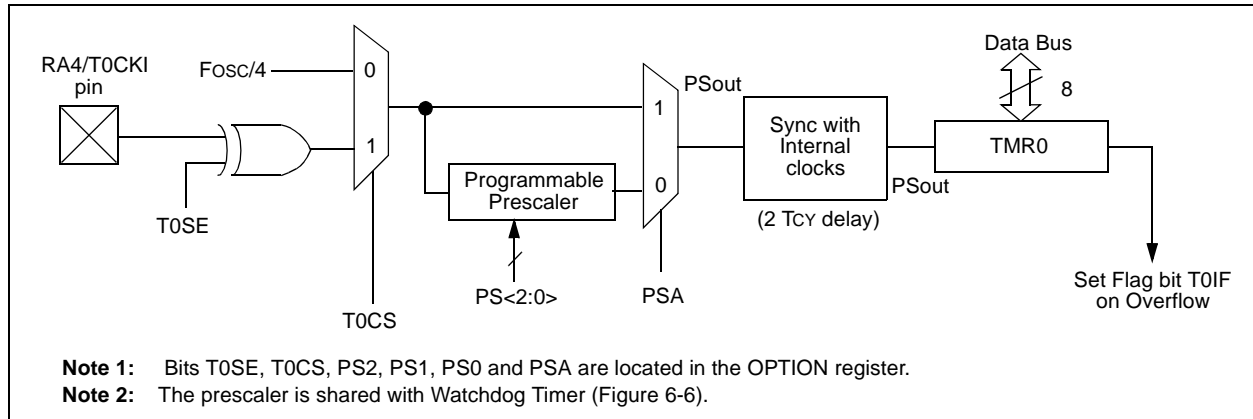 RA4/T0CKI
pin
FOSC/4
0
1
T0SE
T0CS
Programmable
Prescaler
PS<2:0>
1
0
PSA
PSout
Sync with
Internal
clocks
(2 TCY delay)
PSout
Data Bus
8
TMR0
Set Flag bit T0IF
on Overflow
Note 1: Bits T0SE, T0CS, PS2, PS1, PS0 and PSA are located in the OPTION register.
Note 2: The prescaler is shared with Watchdog Timer (Figure 6-6).